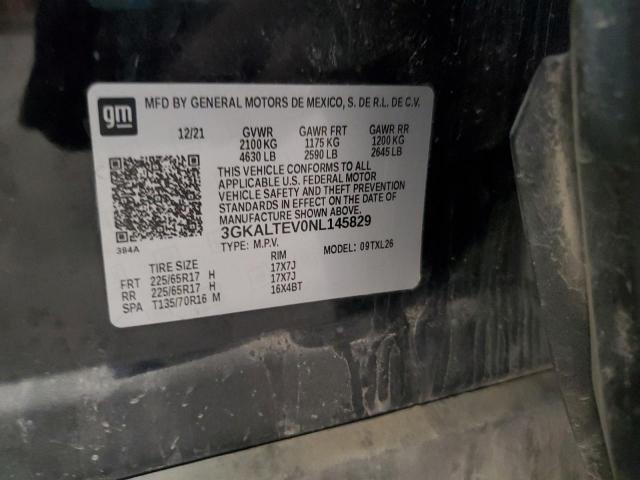 gm MFD BY GENERAL MOTORS DE MEXICO, S. DE R.L. DE C.V.
12/21 GVWR GAWR FRT GAWR RR
2100 KG 1175 KG 1200 KG
4630 LB 2590 LB 2645 LB
THIS VEHICLE CONFORMS TO ALL
APPLICABLE U.S. FEDERAL MOTOR
VEHICLE SAFETY AND THEFT PREVENTION
STANDARDS IN EFFECT ON THE DATE
OF MANUFACTURE SHOWN ABOVE.
394A 3GKALTEV0NL145829
TYPE: M.P.V. MODEL: 09TXL26
TIRE SIZE RIM
FRT 225/65R17 H 17X7J
RR 225/65R17 H 17X7J
SPA T135/70R16 M 16X4BT